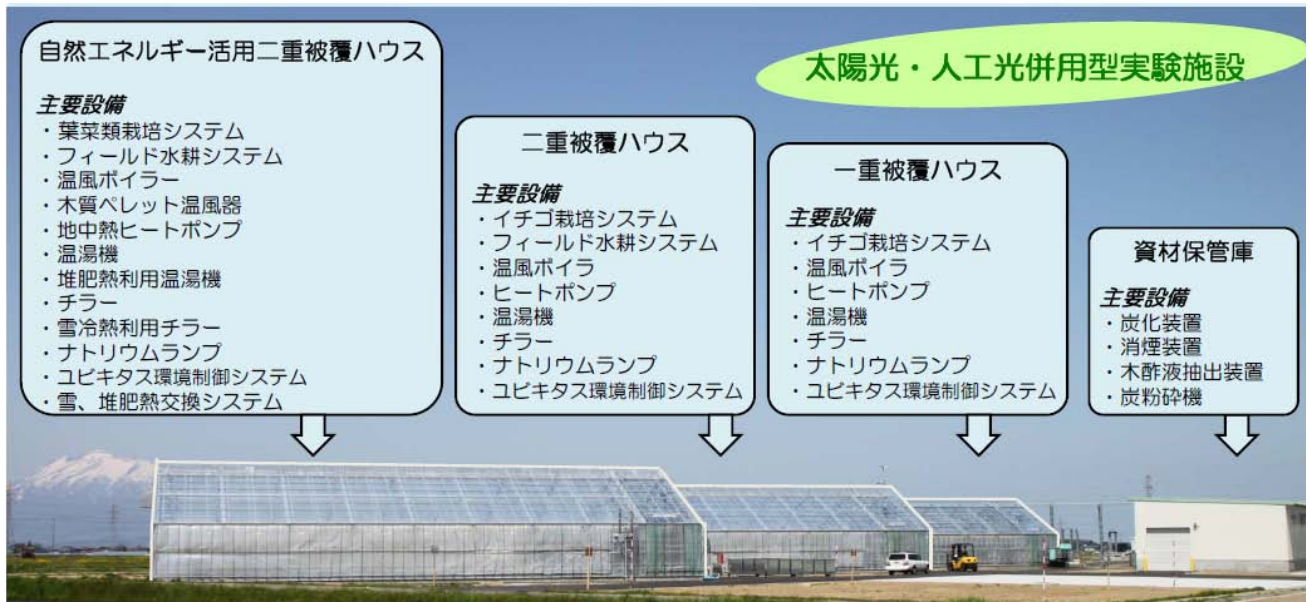 太陽光・人工光併用型実験施設
自然エネルギー活用二重被覆ハウス
主要設備
・葉菜類栽培システム
・フィールド水耕システム
・温風ボイラー
・木質ペレット温風器
・地中熱ヒートポンプ
・温湯機
・堆肥熱利用温湯機
・チラー
・雪冷熱利用チラー
・ナトリウムランプ
・ユビキタス環境制御システム
・雪、堆肥熱交換システム
二重被覆ハウス
主要設備
・イチゴ栽培システム
・フィールド水耕システム
・温風ボイラ
・ヒートポンプ
・温湯機
・チラー
・ナトリウムランプ
・ユビキタス環境制御システム
一重被覆ハウス
主要設備
・イチゴ栽培システム
・温風ボイラ
・ヒートポンプ
・温湯機
・チラー
・ナトリウムランプ
・ユビキタス環境制御システム
資材保管庫
主要設備
・炭化装置
・消煙装置
・木酢液抽出装置
・炭粉砕機